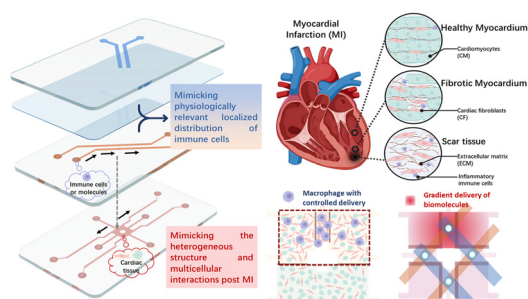 Mimicking
physiologically
relevant localized
distribution of
immune cells
Immune cells
or molecules
Cardiac
tissue
Mimicking the
heterogeneous
structure and
multicellular
interactions post MI
Myocardial
Infarction (MI)
Healthy Myocardium
Cardiomyocytes
(CM)
Fibrotic Myocardium
Cardiac fibroblasts
(CF)
Scar tissue
Extracellular matrix
(ECM)
Inflammatory
immune cells
Macrophage with
controlled delivery
Gradient delivery of
biomolecules